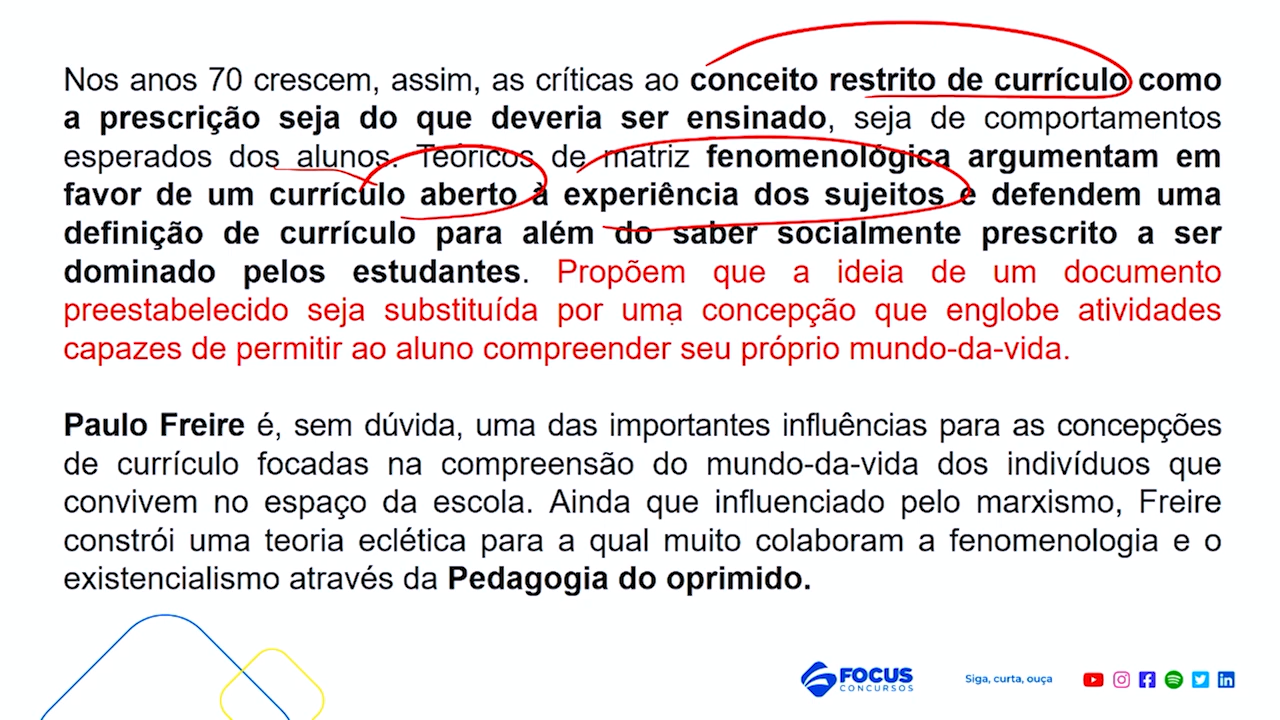 Nos anos 70 crescem, assim, as críticas ao conceito restrito de currículo como
a prescrição seja do que deveria ser ensinado, seja de comportamentos
esperados dos alunos. Teóricos de matriz fenomenológica argumentam em
favor de um currículo aberto à experiência dos sujeitos e defendem uma
definição de currículo para além do saber socialmente prescrito a ser
dominado pelos estudantes. Propõem que a ideia de um documento
preestabelecido seja substituída por uma concepção que englobe atividades
capazes de permitir ao aluno compreender seu próprio mundo-da-vida.
Paulo Freire é, sem dúvida, uma das importantes influências para as concepções
de currículo focadas na compreensão do mundo-da-vida dos indivíduos que
convivem no espaço da escola. Ainda que influenciado pelo marxismo, Freire
constrói uma teoria eclética para a qual muito colaboram a fenomenologia e o
existencialismo através da Pedagogia do oprimido.
FOCUS
CONCURSOS
Siga, curta, ouça